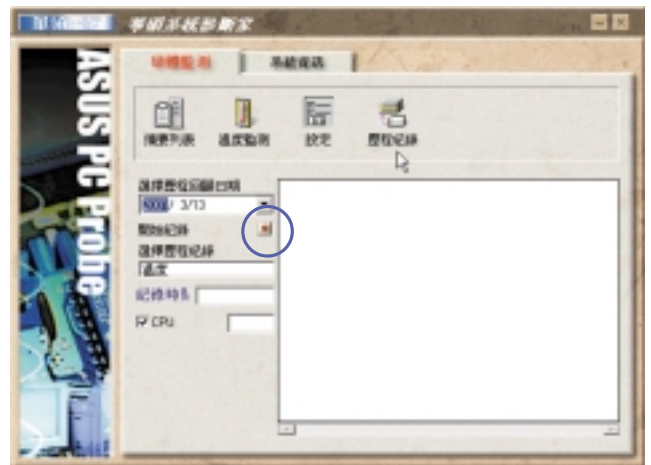 華碩系統診斷家
硬體監測 系統資訊
摘要列表 溫度監測 設定 歷程紀錄
選擇歷程回顧日期
/ 3/13
開始紀錄
選擇歷程紀錄
溫度
紀錄時間
CPU
ASUS PC Probe